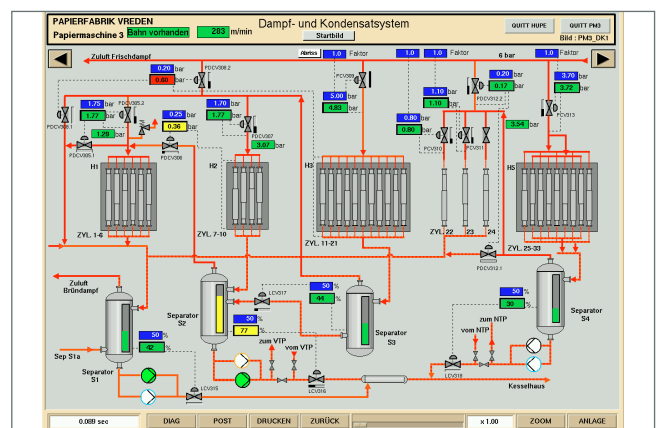 PAPIERFABRIK VREDEN
Papiermaschine 3
Bahn vorhanden
283 m/min
Dampf- und Kondensatsystem
Startbild
QUITT HUPE
QUITT PM3
Bild : PM3_DK1
Zuluft Frischdampf
PDCV308.2
Abriss
1.0 Faktor
1.0 1.0 Faktor
6 bar
1.0 Faktor
0.20 bar
0.60 bar
PCV309
0.20 bar
0.17 bar
PDCV312.2
3.70 bar
3.72 bar
1.75 bar
1.77 bar
PDCV305.2
0.25 bar
0.36 bar
1.70 bar
1.77 bar
5.00 bar
4.83 bar
1.10 bar
1.10 bar
PCV313
PDCV308.1
1.29 bar
PDCV307
3.07 bar
0.80 bar
0.80 bar
PCV310
PCV311
3.54 bar
PDCV305.1
PDCV306
H1
H2
H3
H5
ZYL. 1-6
ZYL. 7-10
ZYL. 11-21
ZYL. 22
23
24
ZYL. 25-33
PDCV312.1
Zuluft
Bründampf
Separator
S2
LCV317
50 %
44 %
Separator
S3
50 %
30 %
Separator
S4
50 %
42 %
50 %
77 %
zum VTP
vom VTP
zum NTP
vom NTP
Sep S1a
Separator
S1
LCV315
LCV316
LCV318
Kesselhaus
0.089 sec
DIAG
POST
DRUCKEN
ZURÜCK
x 1.00
ZOOM
ANLAGE